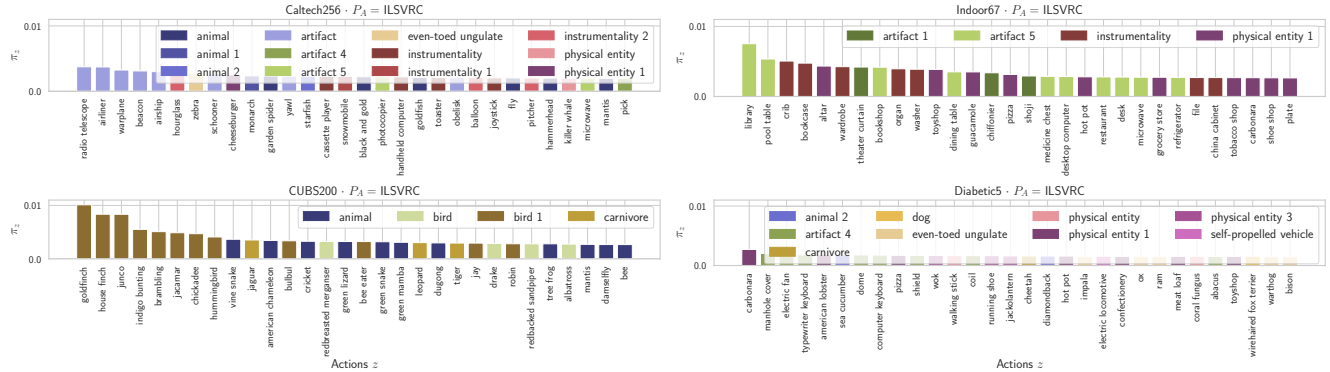 Caltech256 · P_A = ILSVRC
π_z
0.01
0.0
animal
animal 1
animal 2
artifact
artifact 4
artifact 5
even-toed ungulate
instrumentality
instrumentality 1
instrumentality 2
physical entity
physical entity 1
radio telescope
airliner
warplane
beacon
airship
hourglass
zebra
schooner
cheeseburger
monarch
garden spider
yawl
starfish
cassette player
snowmobile
black and gold
photocopier
handheld computer
goldfish
toaster
obelisk
balloon
joystick
fly
pitcher
hammerhead
killer whale
microwave
mantis
pick
Indoor67 · P_A = ILSVRC
π_z
0.01
0.0
artifact 1
artifact 5
instrumentality
physical entity 1
library
pool table
crib
bookcase
altar
wardrobe
theater curtain
bookshop
organ
washer
toyshop
dining table
guacamole
chiffonier
pizza
shoji
medicine chest
desktop computer
hot pot
restaurant
desk
microwave
grocery store
refrigerator
file
china cabinet
tobacco shop
carbonara
shoe shop
plate
CUBS200 · P_A = ILSVRC
π_z
0.01
0.0
animal
bird
bird 1
carnivore
goldfinch
house finch
junco
indigo bunting
brambling
jacamar
chickadee
hummingbird
vine snake
jaguar
american chameleon
bulbul
cricket
redbreasted merganser
green lizard
bee eater
green snake
green mamba
leopard
dugong
tiger
jay
drake
robin
redbacked sandpiper
tree frog
albatross
mantis
damselfly
bee
Actions z
Diabetic5 · P_A = ILSVRC
π_z
0.01
0.0
animal 2
artifact 4
carnivore
dog
even-toed ungulate
physical entity
physical entity 1
physical entity 3
self-propelled vehicle
carbonara
manhole cover
electric fan
typewriter keyboard
american lobster
sea cucumber
dome
computer keyboard
pizza
shield
wok
walking stick
coil
running shoe
jackolantern
cheetah
diamondback
hot pot
impala
electric locomotive
confectionery
ox
ram
meat loaf
coral fungus
abacus
toyshop
wirehaired fox terrier
warthog
bison
Actions z